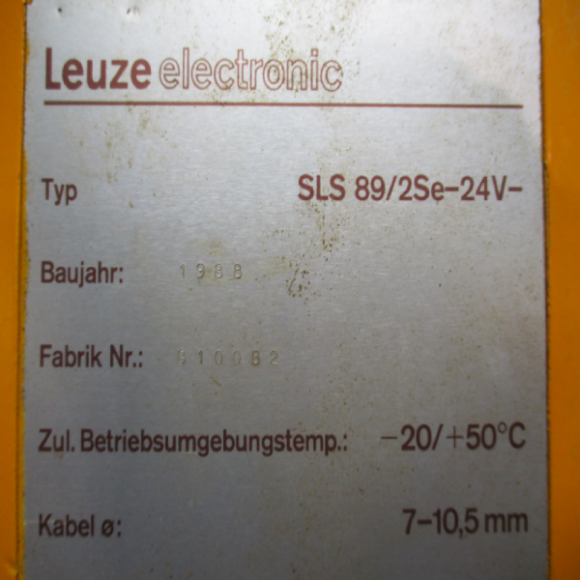 Leuze electronic
Typ SLS 89/2Se-24V-
Baujahr: 1988
Fabrik Nr.: 810082
Zul. Betriebsumgebungstemp.: -20/+50°C
Kabel ø: 7-10,5 mm